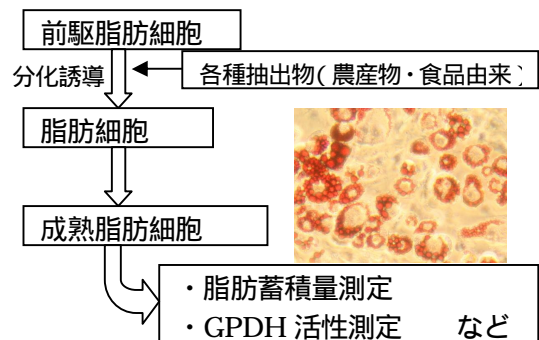 前駆脂肪細胞
分化誘導
各種抽出物(農産物・食品由来)
脂肪細胞
成熟脂肪細胞
・脂肪蓄積量測定
・GPDH 活性測定 など